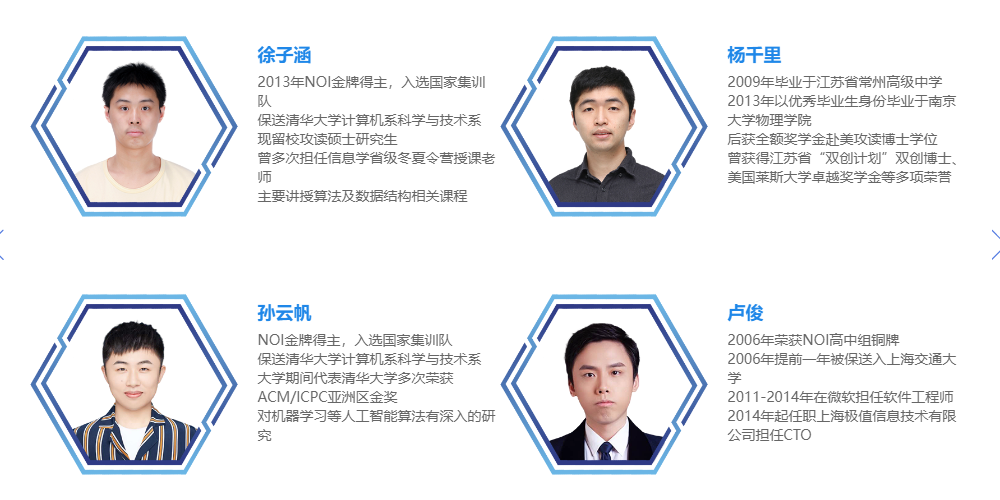 徐子涵
2013年NOI金牌得主，入选国家集训
队
保送清华大学计算机系科学与技术系
现留校攻读硕士研究生
曾多次担任信息学省级冬夏令营授课老
师
主要讲授算法及数据结构相关课程
杨千里
2009年毕业于江苏省常州高级中学
2013年以优秀毕业生身份毕业于南京
大学物理学院
后获全额奖学金赴美攻读博士学位
曾获得江苏省“双创计划”双创博士、
美国莱斯大学卓越奖学金等多项荣誉
孙云帆
NOI金牌得主，入选国家集训队
保送清华大学计算机系科学与技术系
大学期间代表清华大学多次荣获
ACM/ICPC亚洲区金奖
对机器学习等人工智能算法有深入的研
究
卢俊
2006年荣获NOI高中组铜牌
2006年提前一年被保送入上海交通大
学
2011-2014年在微软担任软件工程师
2014年起任职上海极值信息技术有限
公司担任CTO